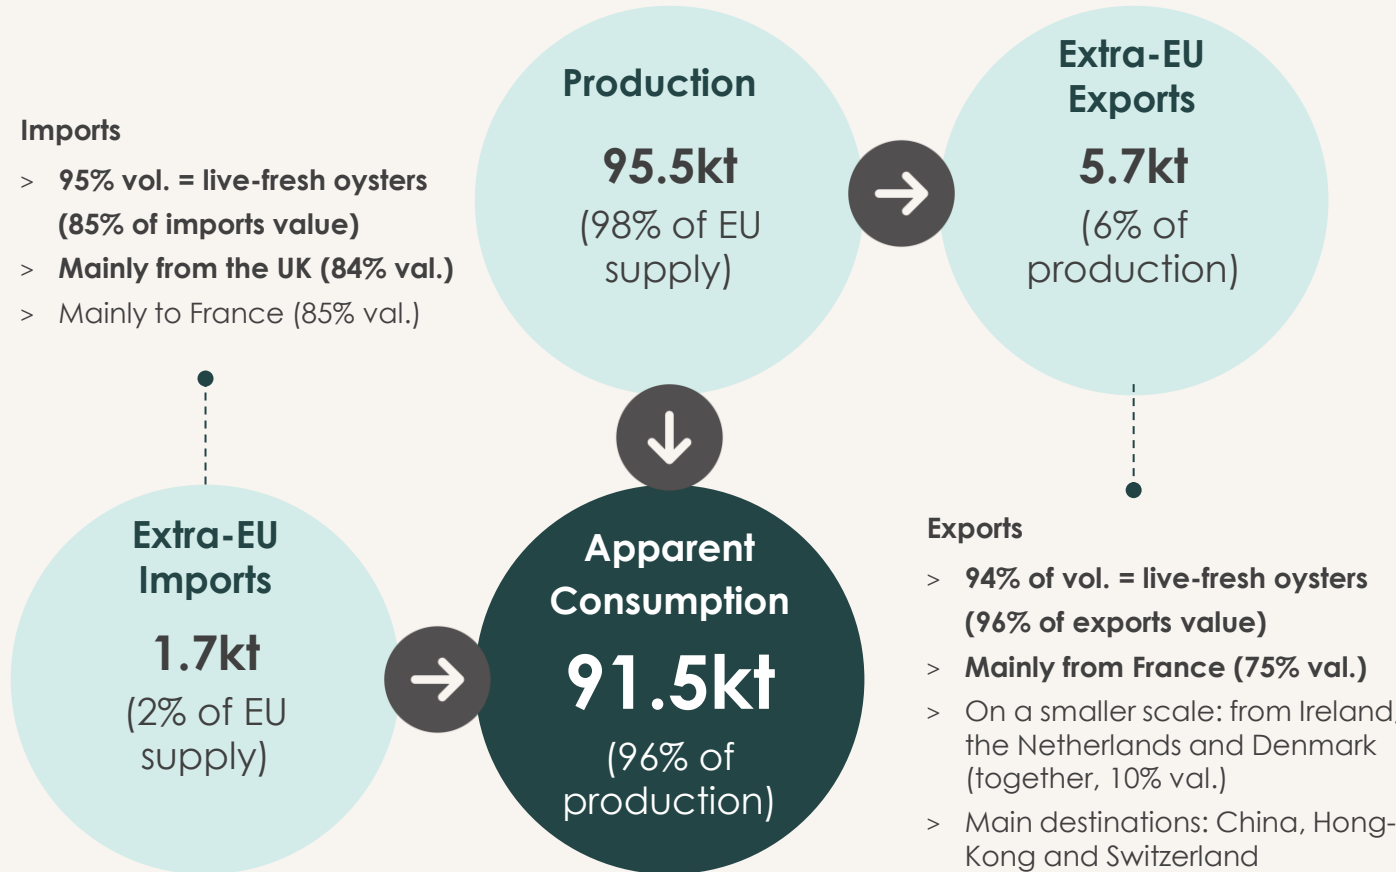 Production
95.5kt
(98% of EU
supply)
Extra-EU
Exports
5.7kt
(6% of
production)
Imports
> 95% vol. = live-fresh oysters
(85% of imports value)
> Mainly from the UK (84% val.)
> Mainly to France (85% val.)
Extra-EU
Imports
1.7kt
(2% of EU
supply)
Apparent
Consumption
91.5kt
(96% of
production)
Exports
> 94% of vol. = live-fresh oysters
(96% of exports value)
> Mainly from France (75% val.)
> On a smaller scale: from Ireland,
the Netherlands and Denmark
(together, 10% val.)
> Main destinations: China, Hong-
Kong and Switzerland